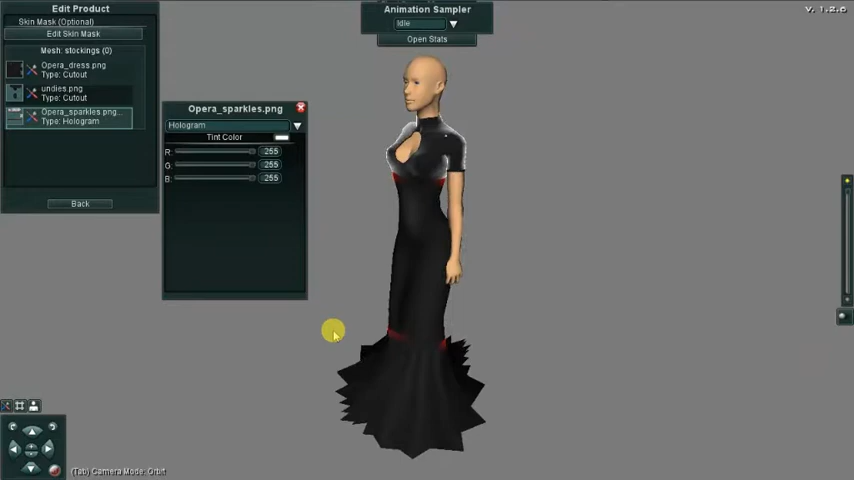 Edit Product
Skin Mask (Optional)
Edit Skin Mask
Mesh: stockings (0)
Opera_dress.png
Type: Cutout
undies.png
Type: Cutout
Opera_sparkles.png...
Type: Hologram
Back
Opera_sparkles.png
Hologram
Tint Color
R: 255
G: 255
B: 255
Animation Sampler
Idle
Open Stats
v. 1.2.6
(Tab) Camera Mode: Orbit